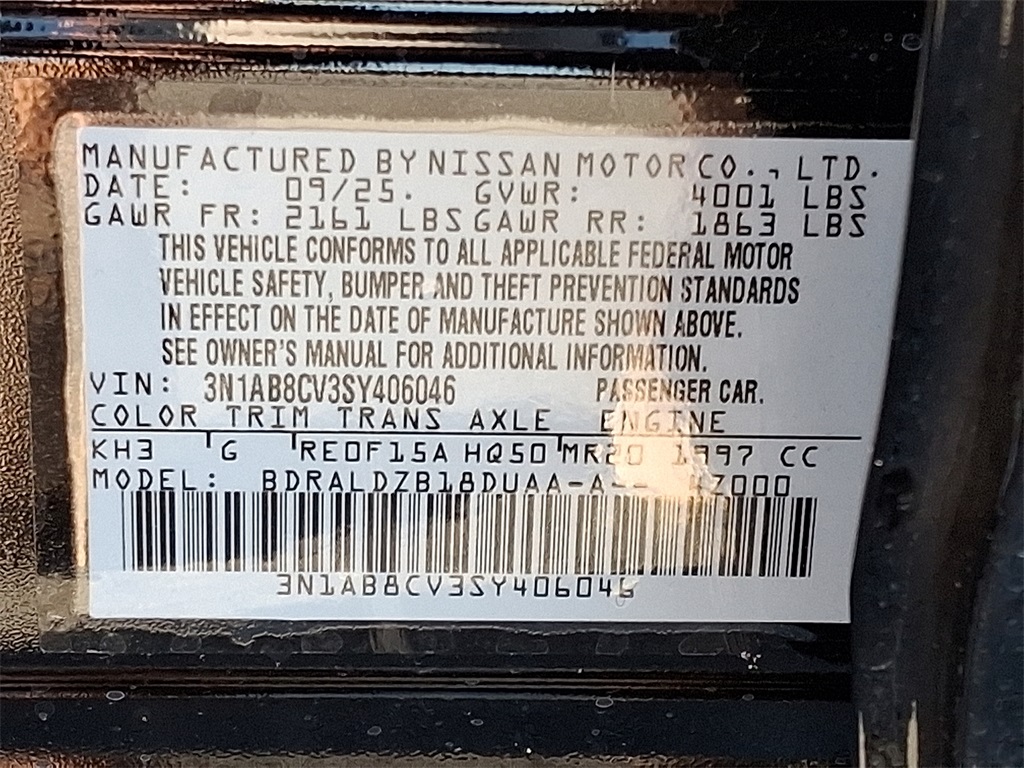 MANUFACTURED BY NISSAN MOTOR CO., LTD.
DATE: 09/25. GVWR: 4001 LBS
GAWR FR: 2161 LBS GAWR RR: 1863 LBS
THIS VEHICLE CONFORMS TO ALL APPLICABLE FEDERAL MOTOR
VEHICLE SAFETY, BUMPER AND THEFT PREVENTION STANDARDS
IN EFFECT ON THE DATE OF MANUFACTURE SHOWN ABOVE.
SEE OWNER'S MANUAL FOR ADDITIONAL INFORMATION.
VIN: 3N1AB8CV3SY406046 PASSENGER CAR.
COLOR TRIM TRANS AXLE ENGINE
KH3 G RE0F15A HQ50 MR20 1997 CC
MODEL: BDRALDZB18DUAA-A-- 4Z000
3N1AB8CV3SY406046